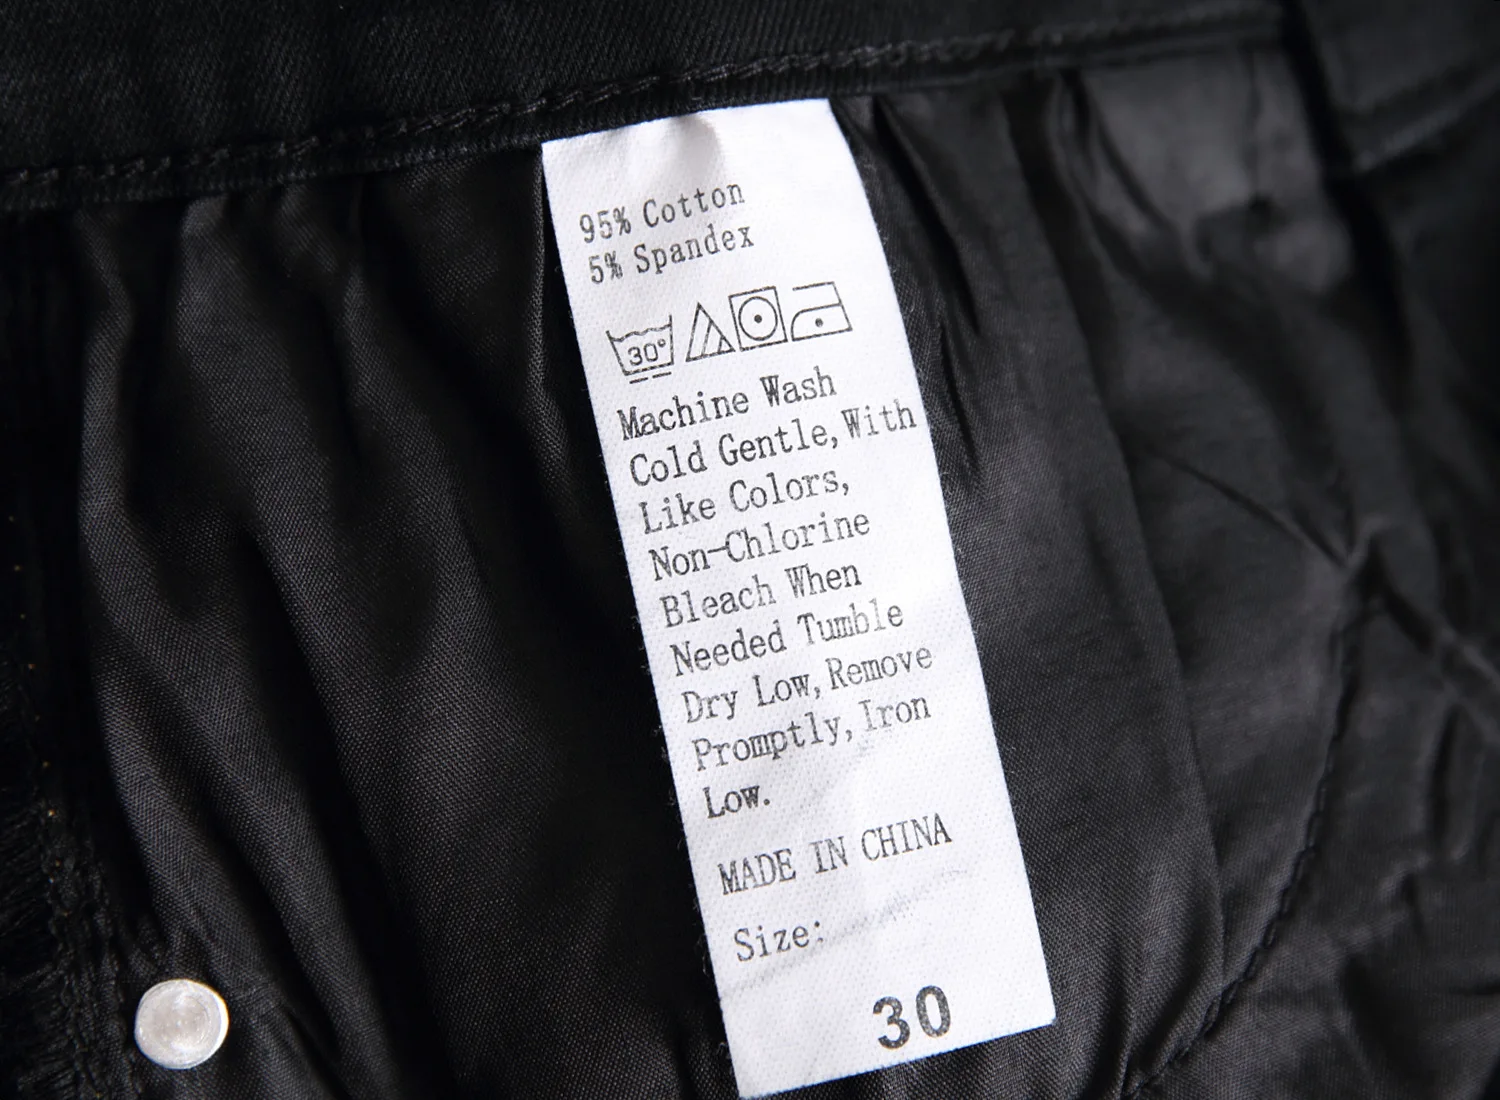 95% Cotton
5% Spandex
30°
Machine Wash
Cold Gentle, With
Like Colors,
Non-Chlorine
Bleach When
Needed Tumble
Dry Low, Remove
Promptly, Iron
Low.
MADE IN CHINA
Size:
30